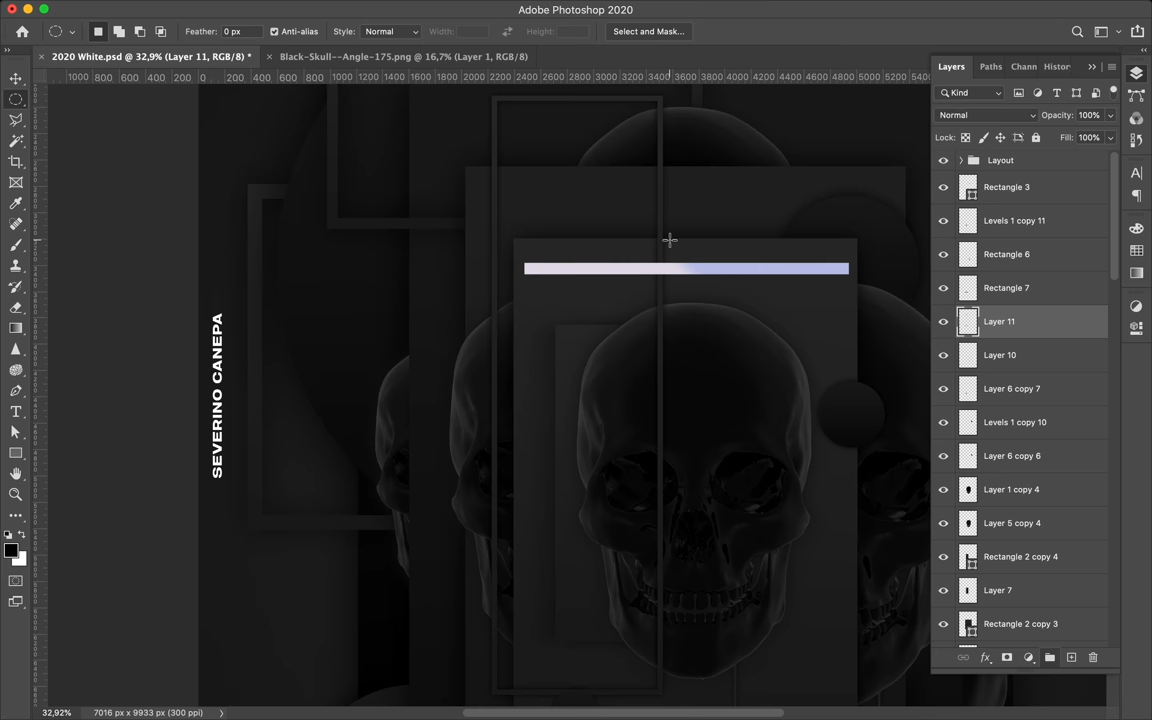 Adobe Photoshop 2020
Feather: 0 px Anti-alias Style: Normal Width: Height: Select and Mask...
2020 White.psd @ 32,9% (Layer 11, RGB/8) * Black-Skull--Angle-175.png @ 16,7% (Layer 1, RGB/8)
1000 800 600 400 200 0 200 400 600 800 1000 1200 1400 1600 1800 2000 2200 2400 2600 2800 3000 3200 3400 3600 3800 4000 4200 4400 4600 4800 5000 5200 5400
Layers Paths Chann Histor
Kind
Normal Opacity: 100%
Lock: Fill: 100%
Layout
Rectangle 3
Levels 1 copy 11
Rectangle 6
Rectangle 7
Layer 11
Layer 10
Layer 6 copy 7
Levels 1 copy 10
Layer 6 copy 6
Layer 1 copy 4
Layer 5 copy 4
Rectangle 2 copy 4
Layer 7
Rectangle 2 copy 3
SEVERINO CANEPA
32,92% 7016 px x 9933 px (300 ppi)